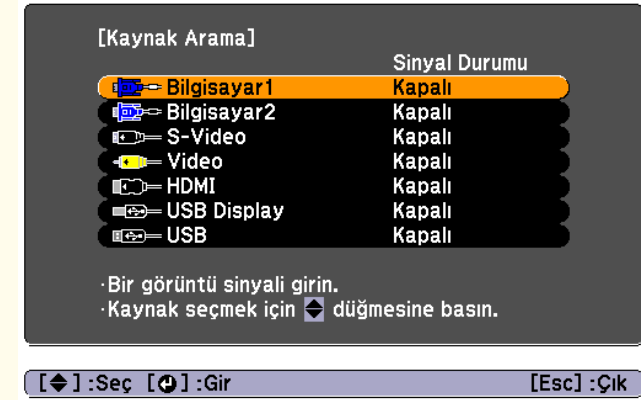 [Kaynak Arama]
Sinyal Durumu
Bilgisayar1 Kapalı
Bilgisayar2 Kapalı
S-Video Kapalı
Video Kapalı
HDMI Kapalı
USB Display Kapalı
USB Kapalı
·Bir görüntü sinyali girin.
·Kaynak seçmek için düğmesine basın.
[ ] :Seç [ ] :Gir [Esc] :Çık